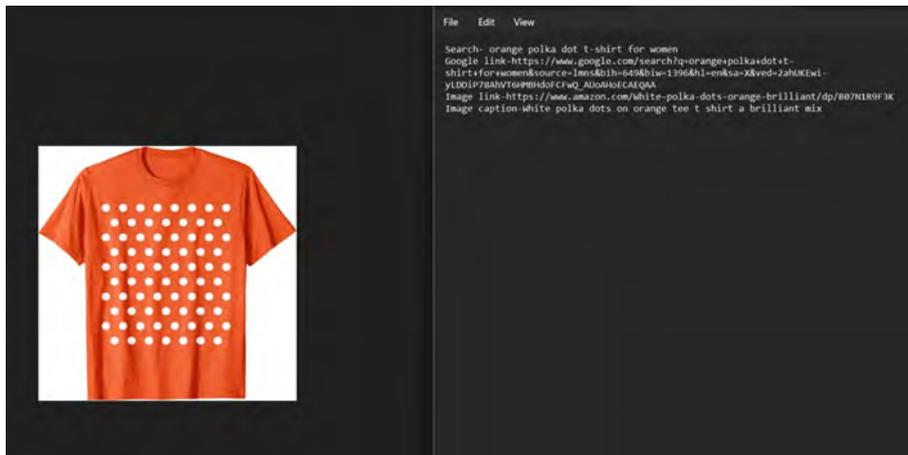 File Edit View
Search- orange polka dot t-shirt for women
Google link-https://www.google.com/search?q=orange+polka+dot+t-
shirt+for+women&source=lmns&bih=649&biw=1396&hl=en&sa=X&ved=2ahUKEwi-
yLDDiP78AhVT6HMBHdoFCFwQ_AUoAHoECAEQAA
Image link-https://www.amazon.com/White-polka-dots-orange-brilliant/dp/B07N1R9F3K
Image caption-White polka dots on orange tee t shirt a brilliant mix